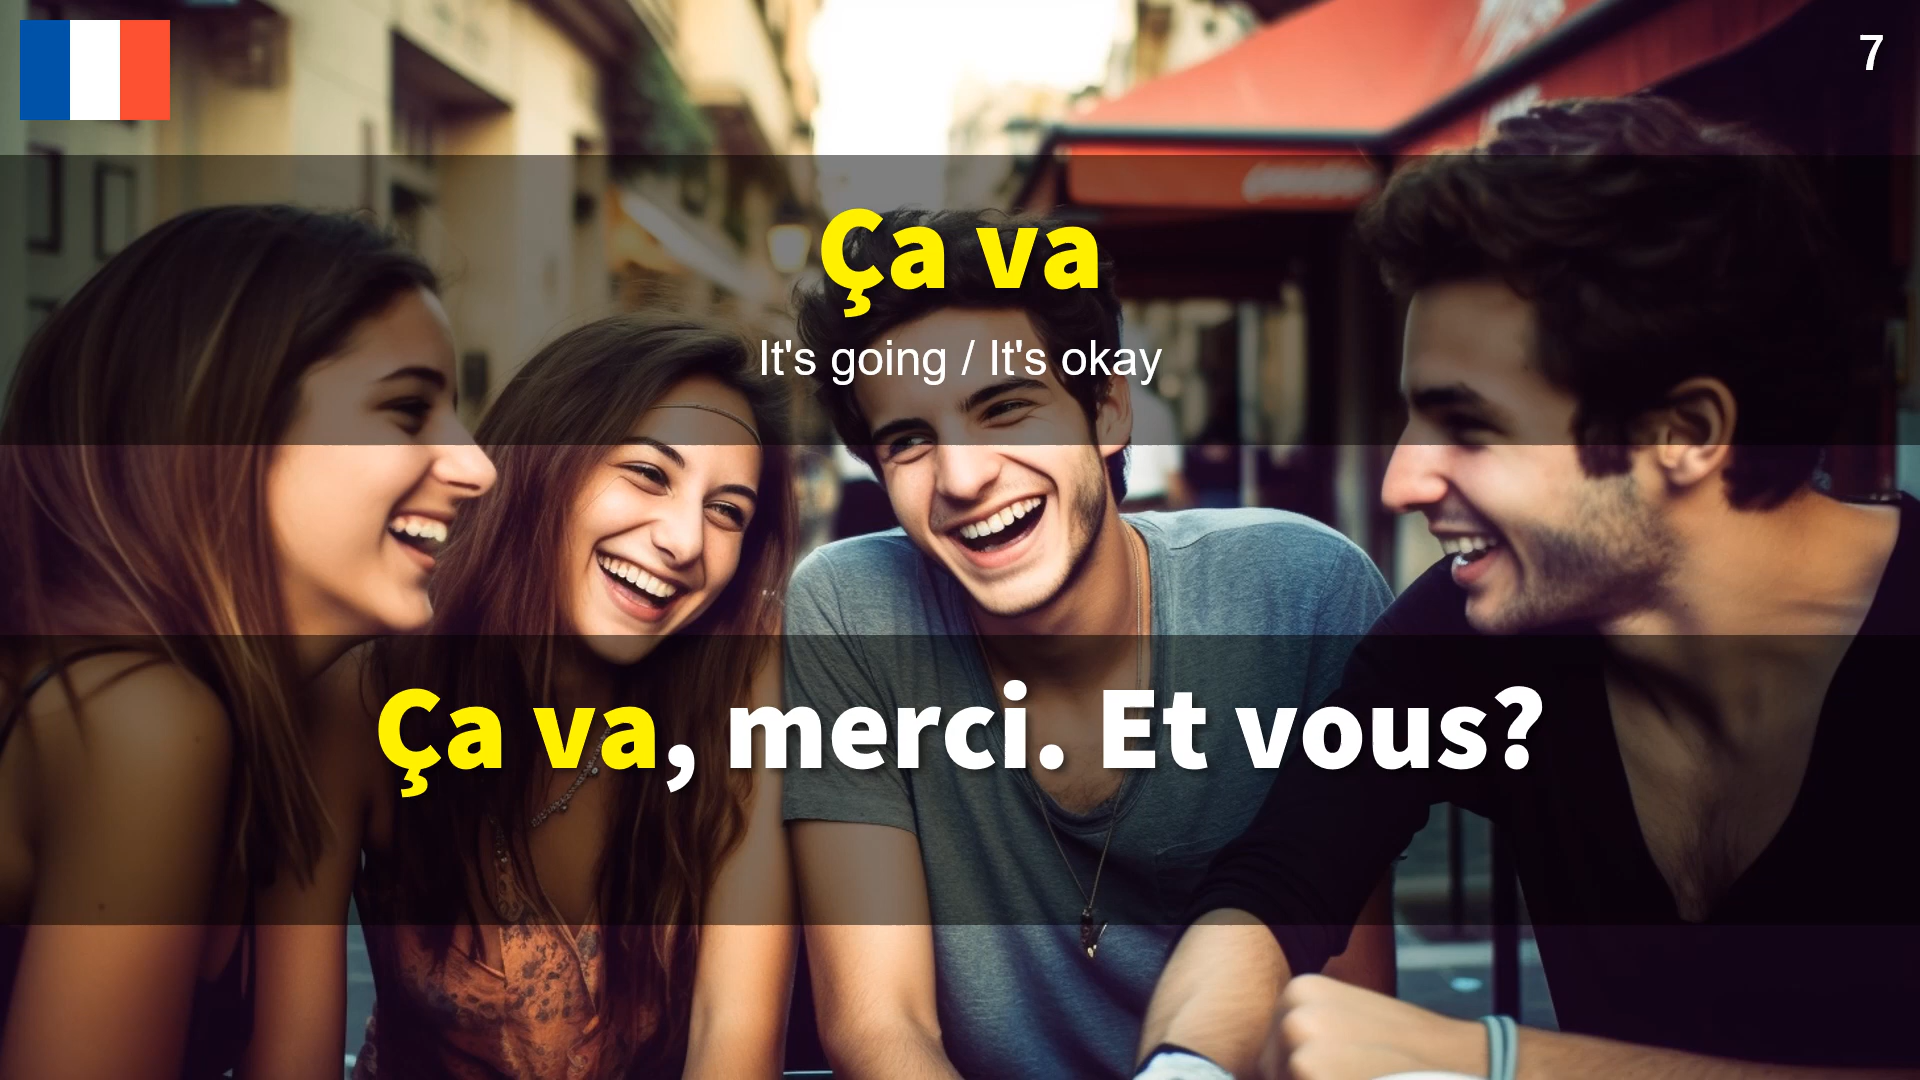 7
Ça va
It's going / It's okay
Ça va, merci. Et vous?